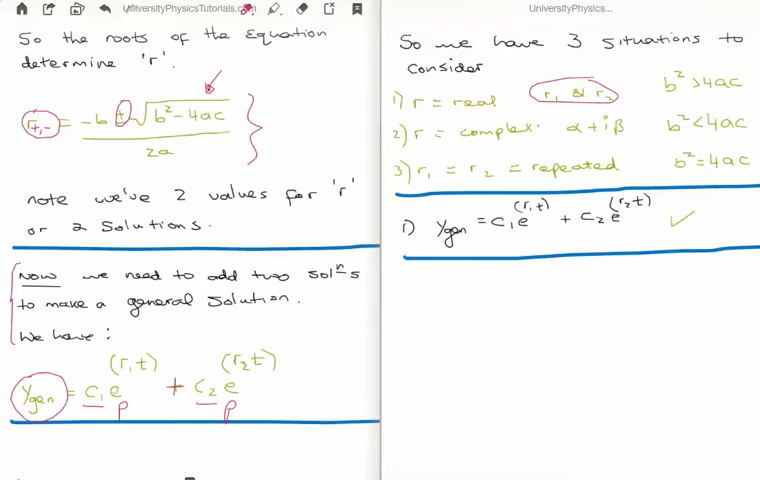 UniversityPhysicsTutorials.com
So the roots of the Equation
determine 'r'.
r+,- = -b ± √b² - 4ac
2a
note we've 2 values for 'r'
or 2 Solutions.
NOW we need to add two solⁿs
to make a general solution.
We have:
ygen = c₁e^(r₁t) + c₂e^(r₂t)
P P
UniversityPhysics...
So we have 3 situations to
consider
1) r = real r₁ & r₂ b² > 4ac
2) r = complex. α + iβ b² < 4ac
3) r₁ = r₂ = repeated b² = 4ac
1) ygen = c₁e^(r₁t) + c₂e^(r₂t) ✓